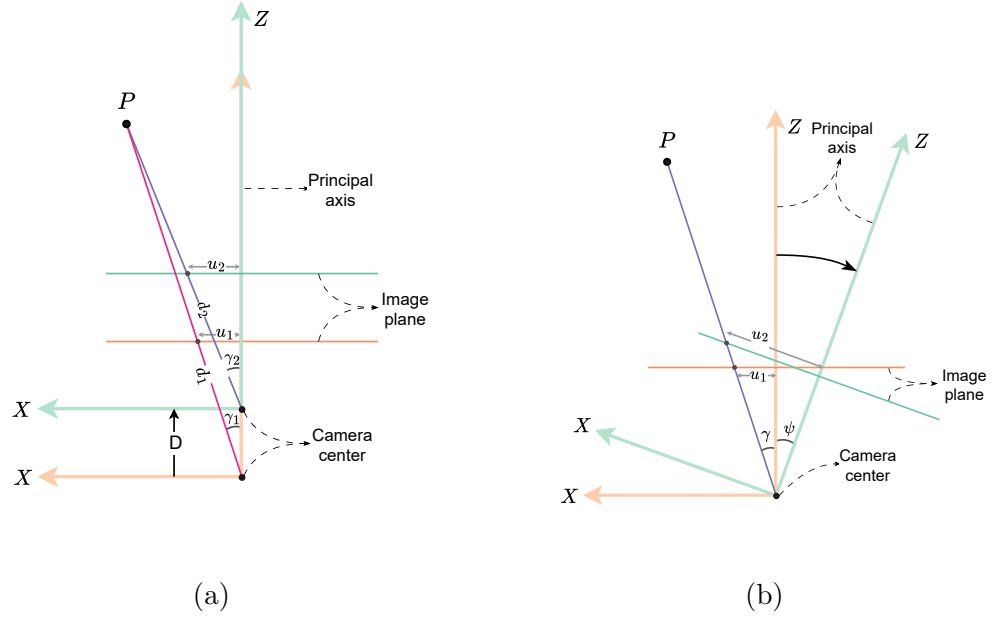 Z
P
Principal
axis
u₂
Image
plane
d₂
u₁
γ₂
d₁
X
γ₁
D
Camera
center
X
(a)
Z
Principal
axis
Z
P
u₂
u₁
Image
plane
γ
ψ
X
Camera
center
X
(b)